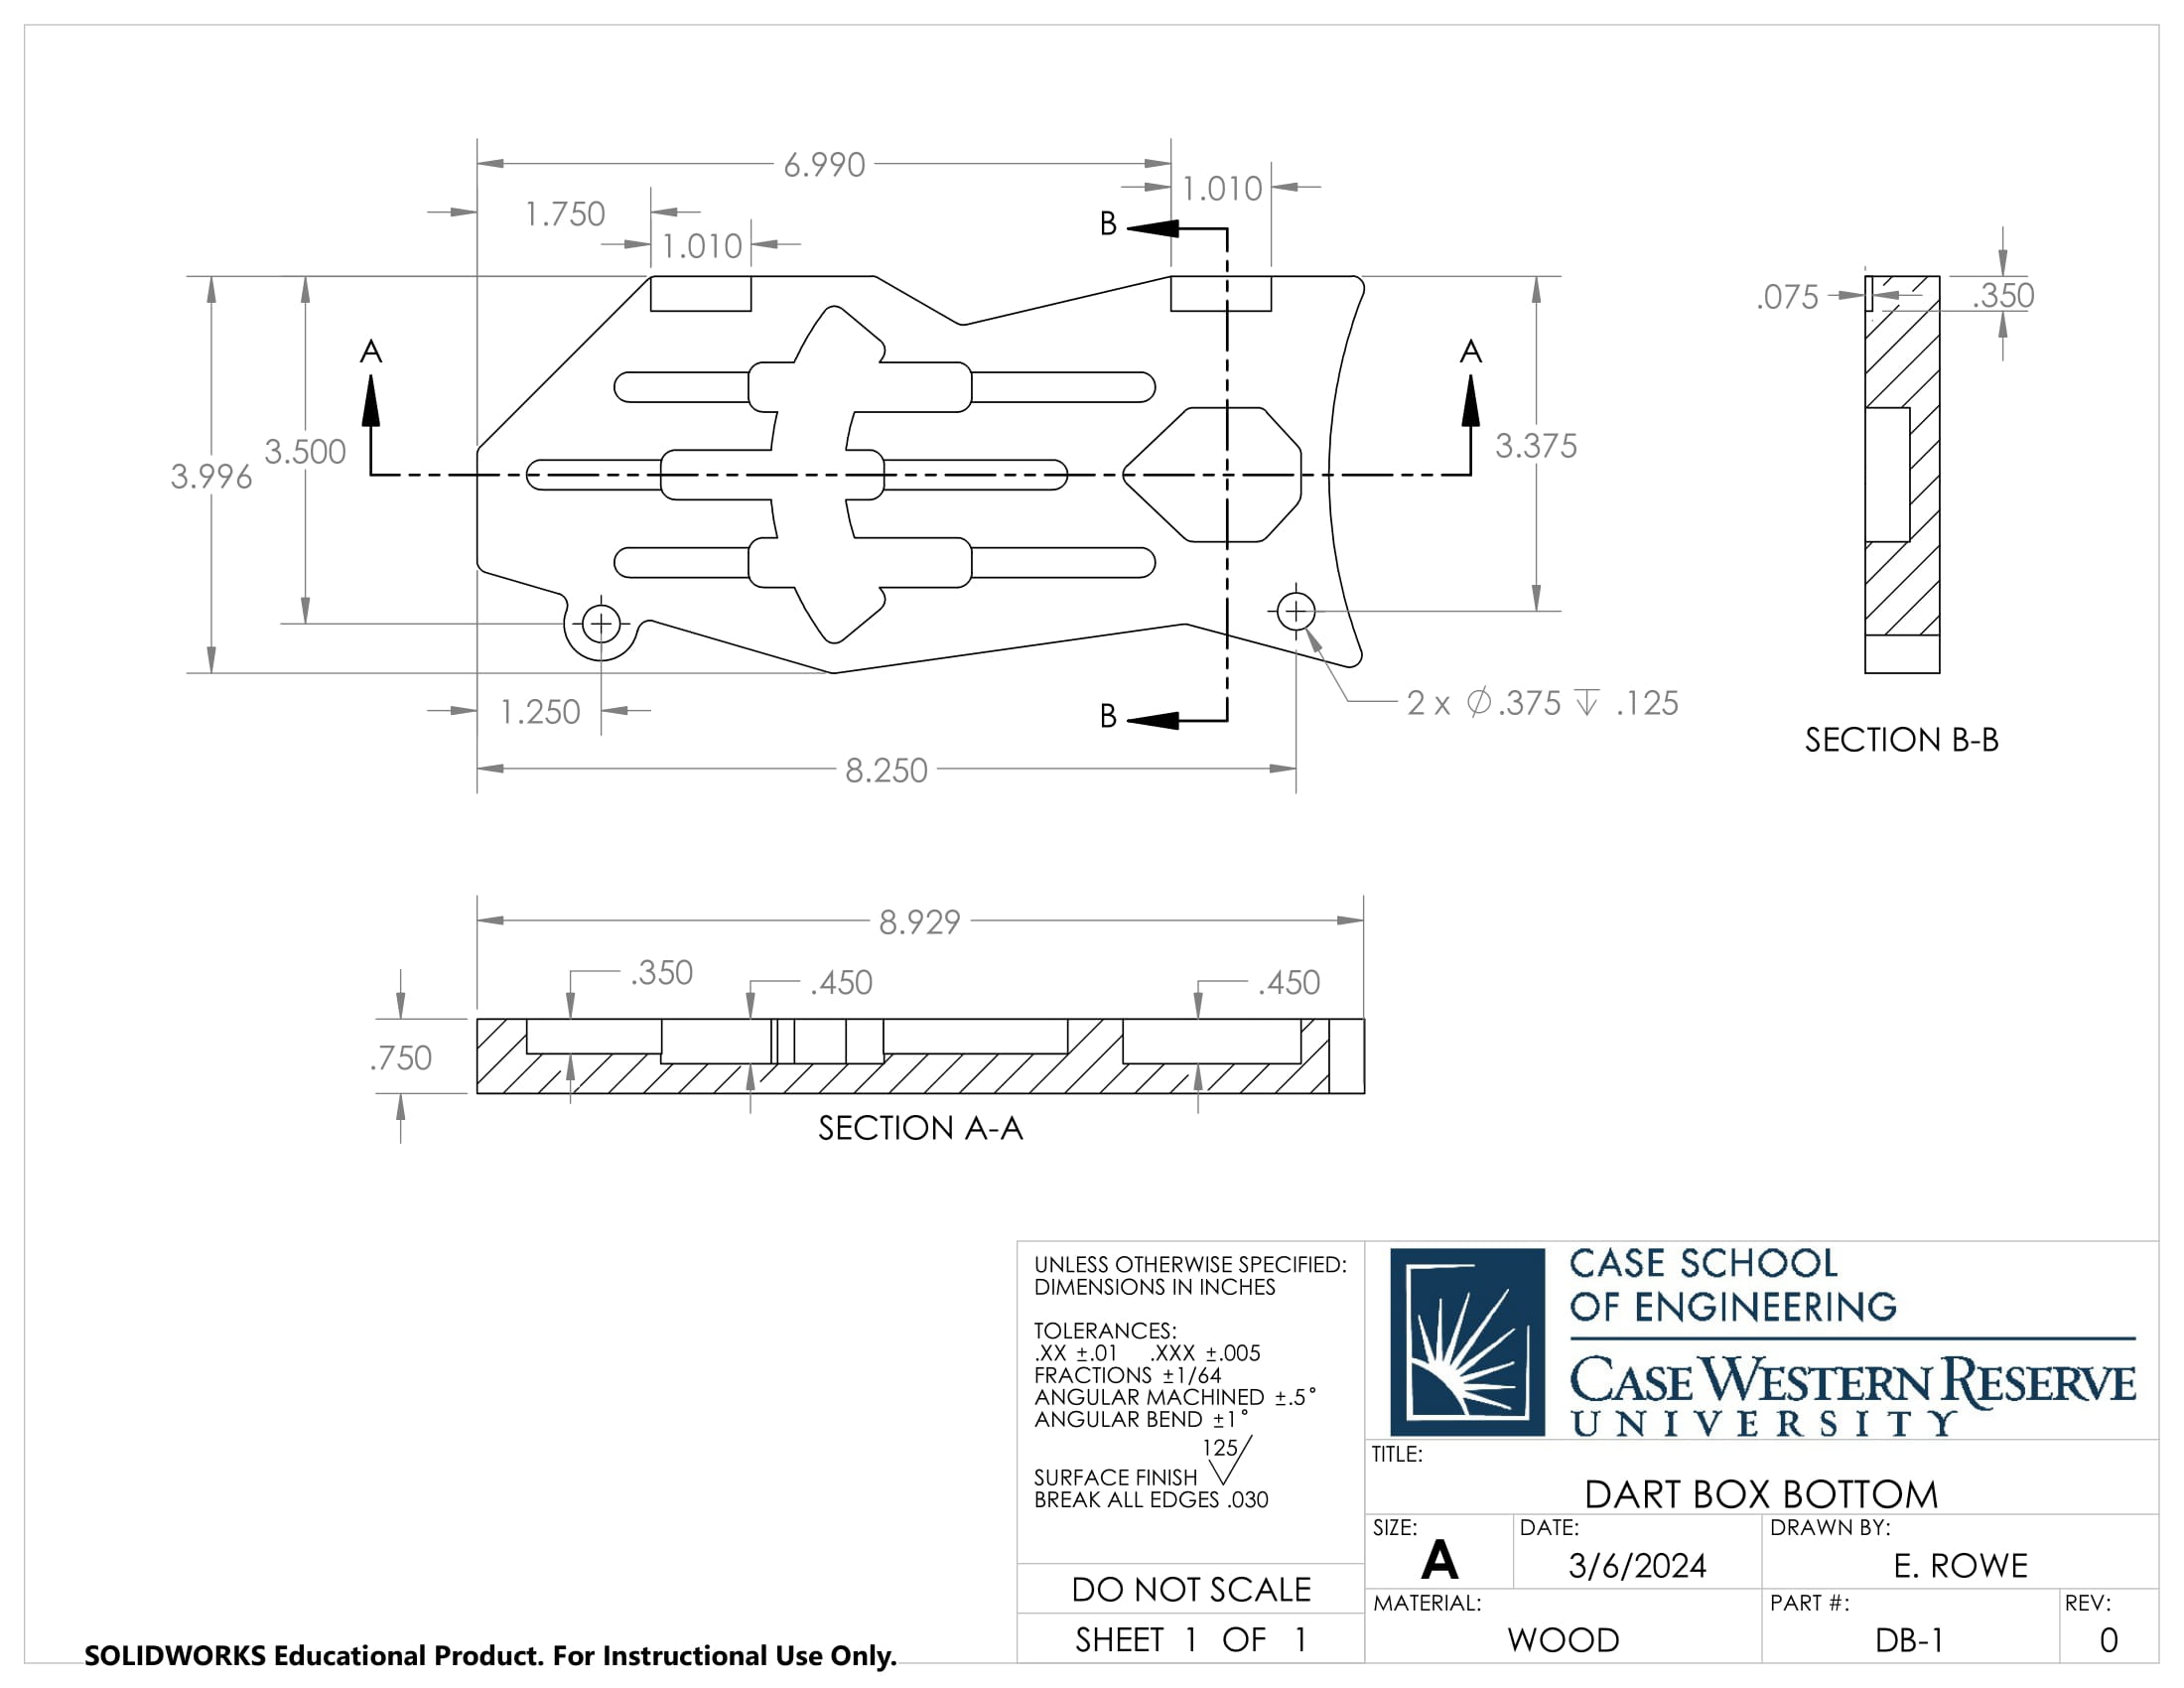 6.990
1.010
1.750
1.010
B
A
A
.075
.350
3.996
3.500
3.375
1.250
B
2 x ∅.375 ↧ .125
8.250
SECTION B-B
8.929
.350
.450
.450
.750
SECTION A-A
UNLESS OTHERWISE SPECIFIED:
DIMENSIONS IN INCHES
TOLERANCES:
.XX ±.01 .XXX ±.005
FRACTIONS ±1/64
ANGULAR MACHINED ±.5°
ANGULAR BEND ±1°
125
SURFACE FINISH
BREAK ALL EDGES .030
DO NOT SCALE
SHEET 1 OF 1
CASE SCHOOL
OF ENGINEERING
CASE WESTERN RESERVE
UNIVERSITY
TITLE:
DART BOX BOTTOM
SIZE:
A
DATE:
3/6/2024
DRAWN BY:
E. ROWE
MATERIAL:
WOOD
PART #:
DB-1
REV:
0
SOLIDWORKS Educational Product. For Instructional Use Only.